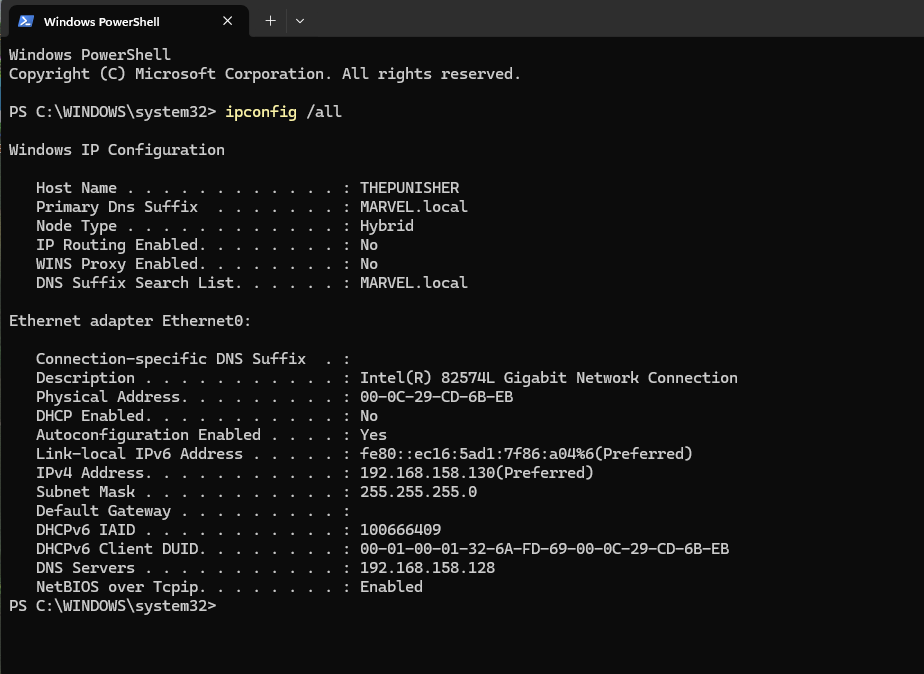 Windows PowerShell
Windows PowerShell
Copyright (C) Microsoft Corporation. All rights reserved.
PS C:\WINDOWS\system32> ipconfig /all
Windows IP Configuration
   Host Name . . . . . . . . . . . . : THEPUNISHER
   Primary Dns Suffix  . . . . . . . : MARVEL.local
   Node Type . . . . . . . . . . . . : Hybrid
   IP Routing Enabled. . . . . . . . : No
   WINS Proxy Enabled. . . . . . . . : No
   DNS Suffix Search List. . . . . . : MARVEL.local
Ethernet adapter Ethernet0:
   Connection-specific DNS Suffix  . :
   Description . . . . . . . . . . . : Intel(R) 82574L Gigabit Network Connection
   Physical Address. . . . . . . . . : 00-0C-29-CD-6B-EB
   DHCP Enabled. . . . . . . . . . . : No
   Autoconfiguration Enabled . . . . : Yes
   Link-local IPv6 Address . . . . . : fe80::ec16:5ad1:7f86:a04%6(Preferred)
   IPv4 Address. . . . . . . . . . . : 192.168.158.130(Preferred)
   Subnet Mask . . . . . . . . . . . : 255.255.255.0
   Default Gateway . . . . . . . . . :
   DHCPv6 IAID . . . . . . . . . . . : 100666409
   DHCPv6 Client DUID. . . . . . . . : 00-01-00-01-32-6A-FD-69-00-0C-29-CD-6B-EB
   DNS Servers . . . . . . . . . . . : 192.168.158.128
   NetBIOS over Tcpip. . . . . . . . : Enabled
PS C:\WINDOWS\system32>